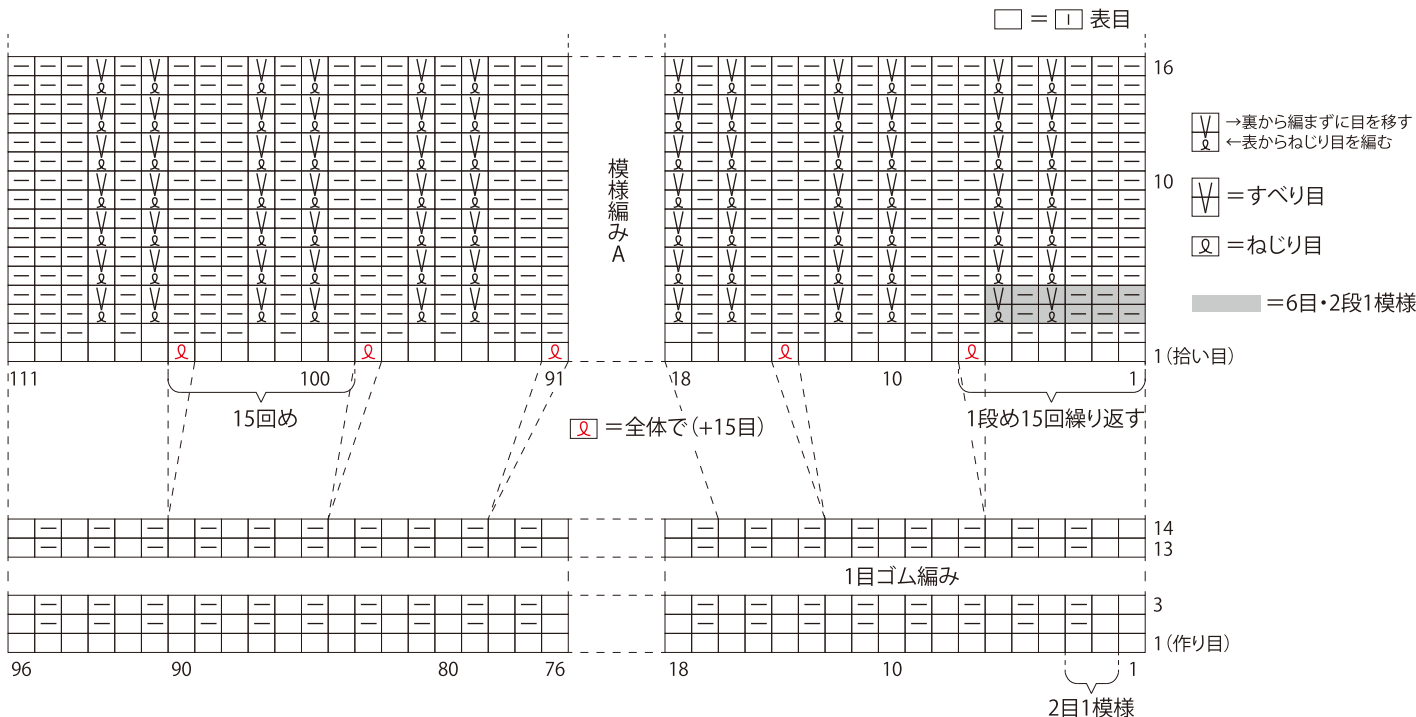 □ = | 表目
16
→裏から編まずに目を移す
←表からねじり目を編む
模様編みA
10
=すべり目
=ねじり目
=6目・2段1模様
1(拾い目)
111 100 91 18 10 1
15回め
1段め15回繰り返す
=全体で(+15目)
14
13
1目ゴム編み
3
1(作り目)
96 90 80 76 18 10 1
2目1模様